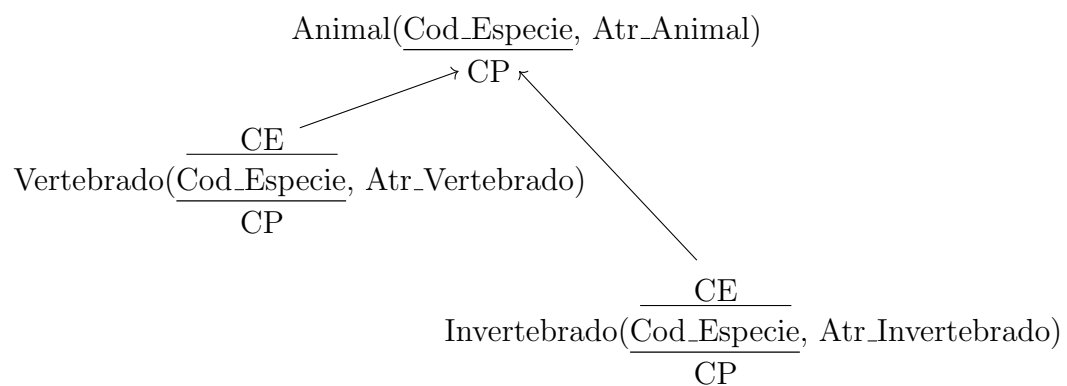 Animal(Cod_Especie, Atr_Animal)
CP
CE
Vertebrado(Cod_Especie, Atr_Vertebrado)
CP
CE
Invertebrado(Cod_Especie, Atr_Invertebrado)
CP